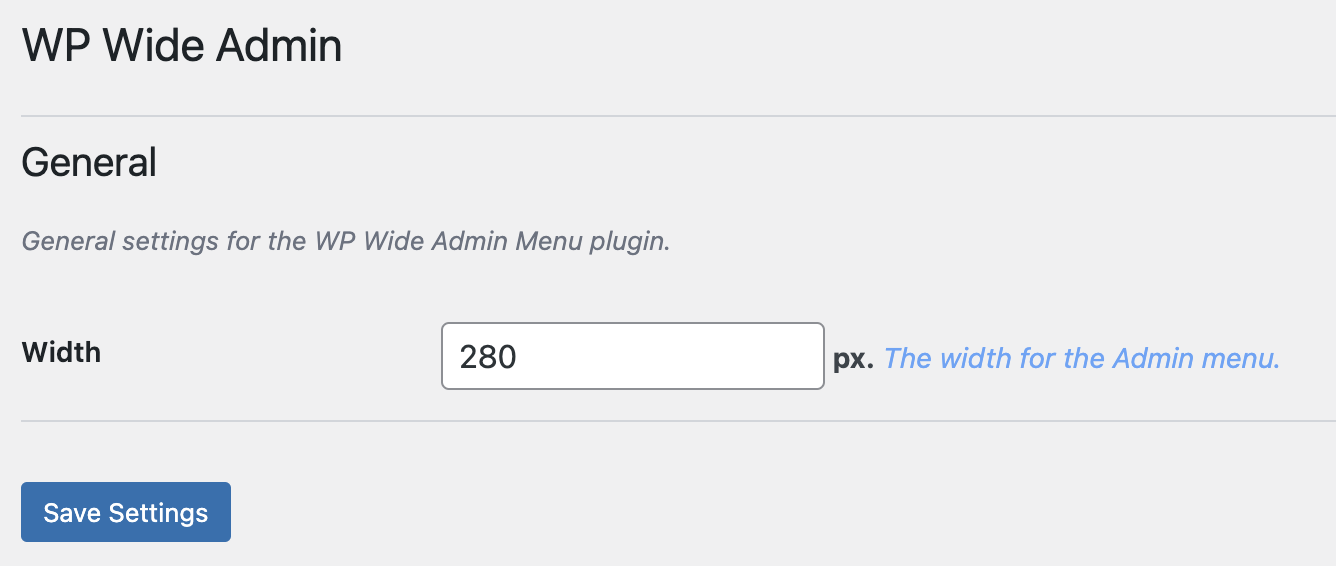 WP Wide Admin
General
General settings for the WP Wide Admin Menu plugin.
Width 280 px. The width for the Admin menu.
Save Settings